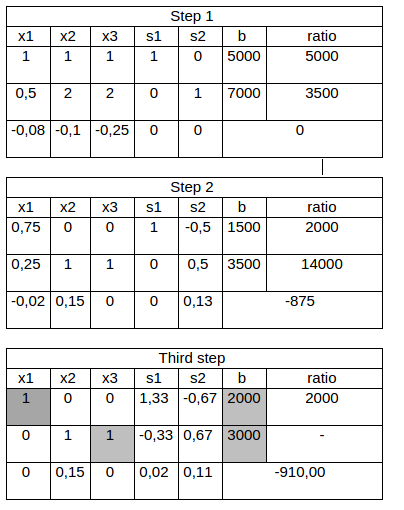 Step 1
x1 x2 x3 s1 s2 b ratio
1 1 1 1 0 5000 5000
0,5 2 2 0 1 7000 3500
-0,08 -0,1 -0,25 0 0 0
Step 2
x1 x2 x3 s1 s2 b ratio
0,75 0 0 1 -0,5 1500 2000
0,25 1 1 0 0,5 3500 14000
-0,02 0,15 0 0 0,13 -875
Third step
x1 x2 x3 s1 s2 b ratio
1 0 0 1,33 -0,67 2000 2000
0 1 1 -0,33 0,67 3000 -
0 0,15 0 0,02 0,11 -910,00